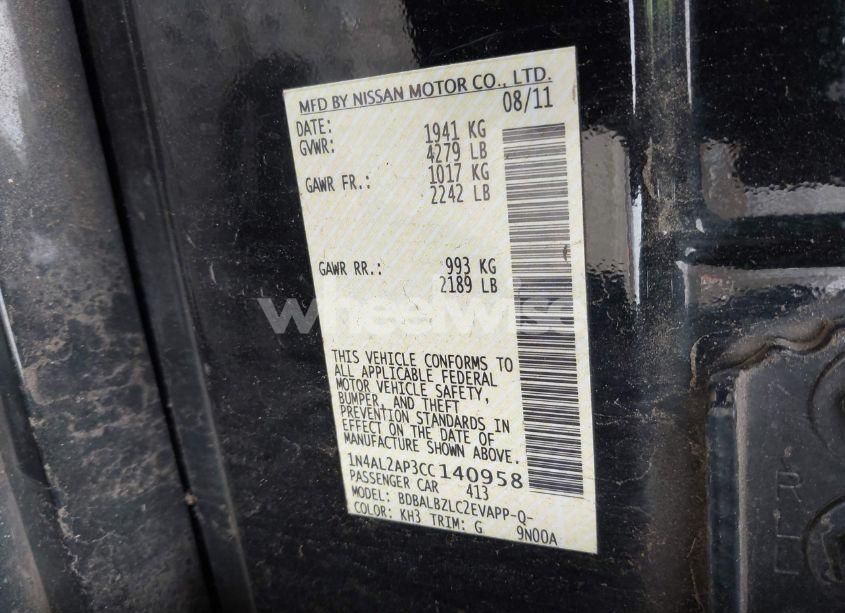 MFD BY NISSAN MOTOR CO., LTD.
DATE: 08/11
GVWR: 1941 KG
4279 LB
GAWR FR.: 1017 KG
2242 LB
GAWR RR.: 993 KG
2189 LB
wheelwise
THIS VEHICLE CONFORMS TO
ALL APPLICABLE FEDERAL
MOTOR VEHICLE SAFETY,
BUMPER, AND THEFT
PREVENTION STANDARDS IN
EFFECT ON THE DATE OF
MANUFACTURE SHOWN ABOVE.
1N4AL2AP3CC140958
PASSENGER CAR 413
MODEL: BDBALBZLC2EVAPP-Q-
COLOR: KH3 TRIM: G 9N00A